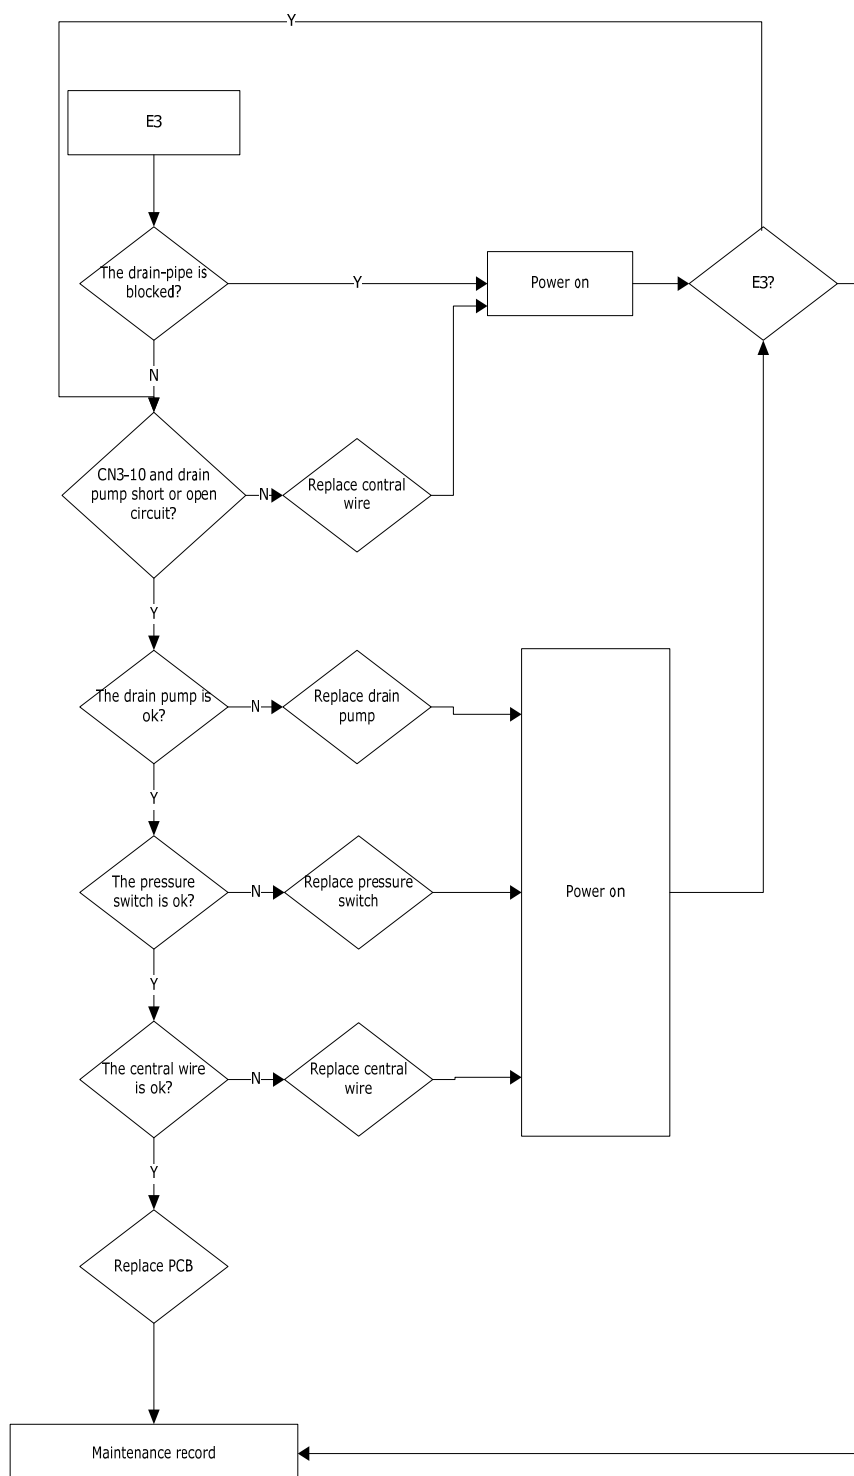 Y
E3
The drain-pipe is
blocked?
Y
Power on
E3?
N
CN3-10 and drain
pump short or open
circuit?
N
Replace contral
wire
Y
The drain pump is
ok?
N
Replace drain
pump
Y
The pressure
switch is ok?
N
Replace pressure
switch
Power on
Y
The central wire
is ok?
N
Replace central
wire
Y
Replace PCB
Maintenance record